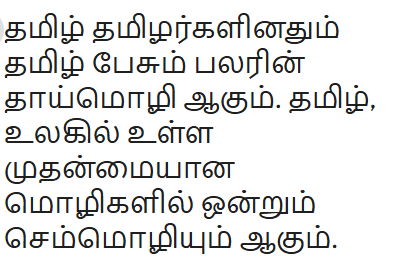 தமிழ் தமிழர்களினதும்
தமிழ் பேசும் பலரின்
தாய்மொழி ஆகும். தமிழ்,
உலகில் உள்ள
முதன்மையான
மொழிகளில் ஒன்றும்
செம்மொழியும் ஆகும்.